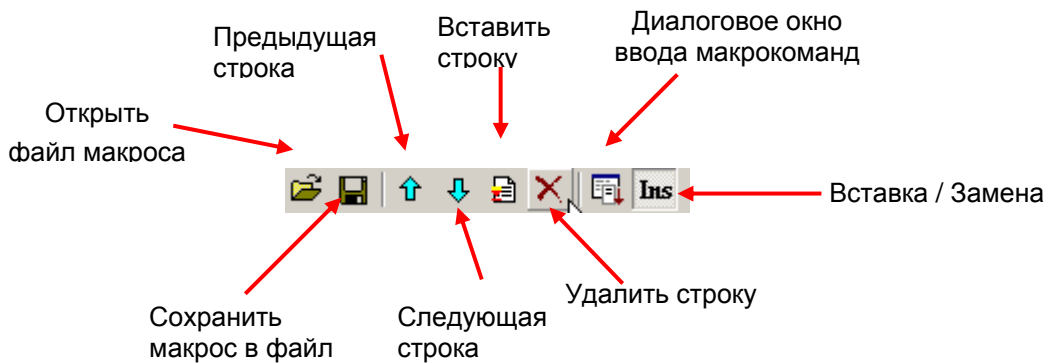 Предыдущая
строка
Вставить
строку
Диалоговое окно
ввода макрокоманд
Открыть
файл макроса
Ins
Вставка / Замена
Сохранить
макрос в файл
Следующая
строка
Удалить строку